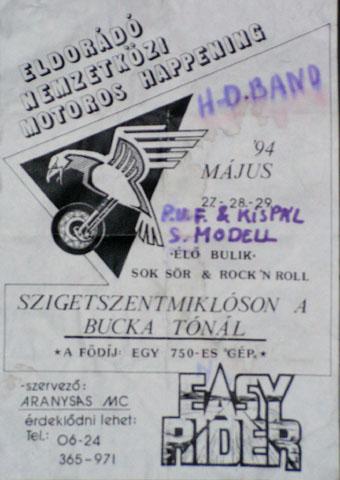 ELDORÁDÓ
NEMZETKÖZI
MOTOROS HAPPENING
H-D.BAND
'94
MÁJUS
27.-28.-29.
P.U.F. & KISPÁL
S. MODELL
·ÉLŐ BULIK·
SOK SÖR & ROCK'N ROLL
SZIGETSZENTMIKLÓSON A
BUCKA TÓNÁL
★A FŐDÍJ: EGY 750-ES GÉP.★
-szervező:
ARANYSAS MC
érdeklődni lehet:
Tel.: 06-24
365-971
EASY
RIDER